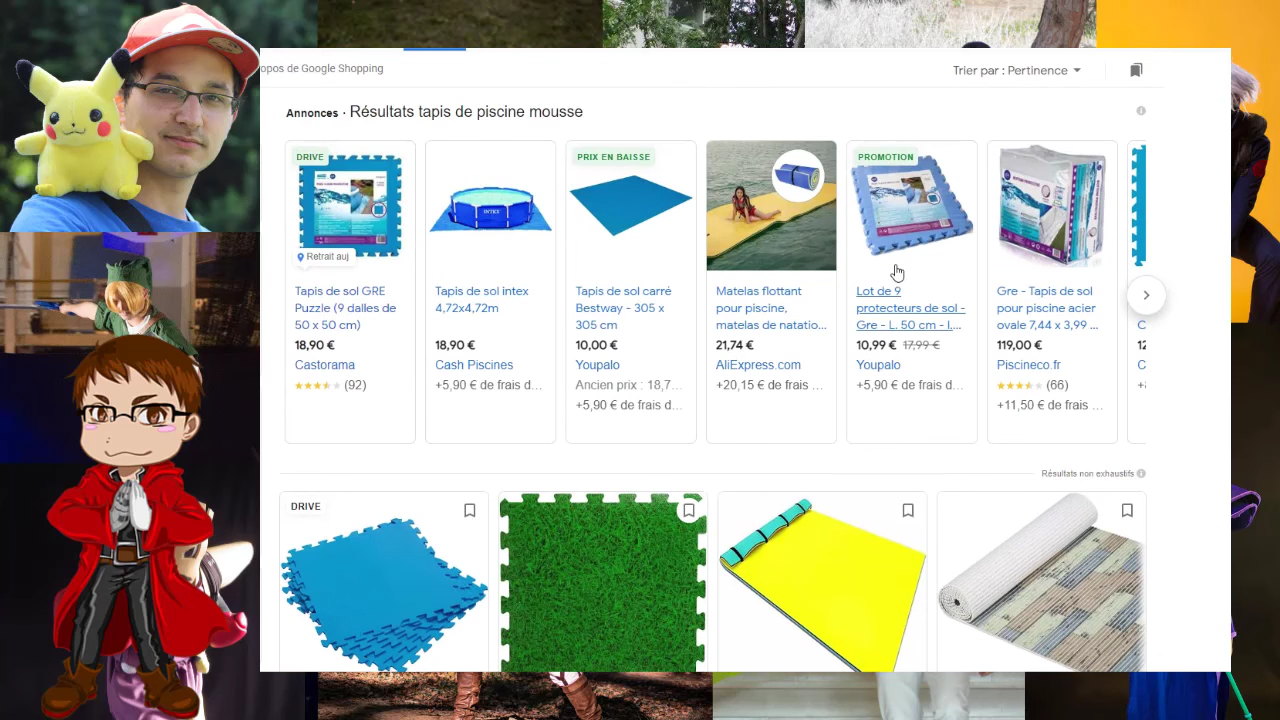 opos de Google Shopping
Trier par : Pertinence
Annonces · Résultats tapis de piscine mousse
DRIVE
Retrait auj
Tapis de sol GRE
Puzzle (9 dalles de
50 x 50 cm)
18,90 €
Castorama
(92)
INTEX
Tapis de sol intex
4,72x4,72m
18,90 €
Cash Piscines
+5,90 € de frais d...
PRIX EN BAISSE
Tapis de sol carré
Bestway - 305 x
305 cm
10,00 €
Youpalo
Ancien prix : 18,7...
+5,90 € de frais d...
Matelas flottant
pour piscine,
matelas de natatio...
21,74 €
AliExpress.com
+20,15 € de frais ...
PROMOTION
Lot de 9
protecteurs de sol -
Gre - L. 50 cm - l....
10,99 € 17,99 €
Youpalo
+5,90 € de frais d...
Gre - Tapis de sol
pour piscine acier
ovale 7,44 x 3,99 ...
119,00 €
Piscineco.fr
(66)
+11,50 € de frais ...
C
12
C
Résultats non exhaustifs
DRIVE